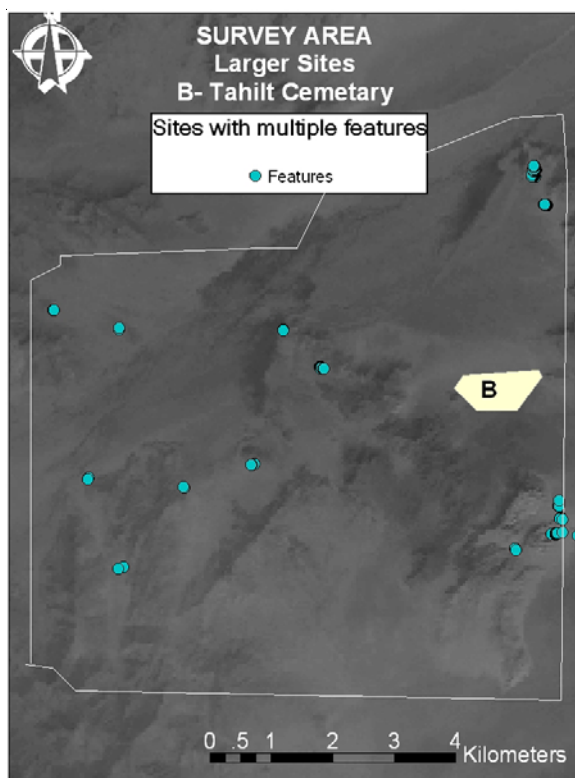 SURVEY AREA
Larger Sites
B- Tahilt Cemetary
Sites with multiple features
Features
B
0 .5 1 2 3 4
Kilometers